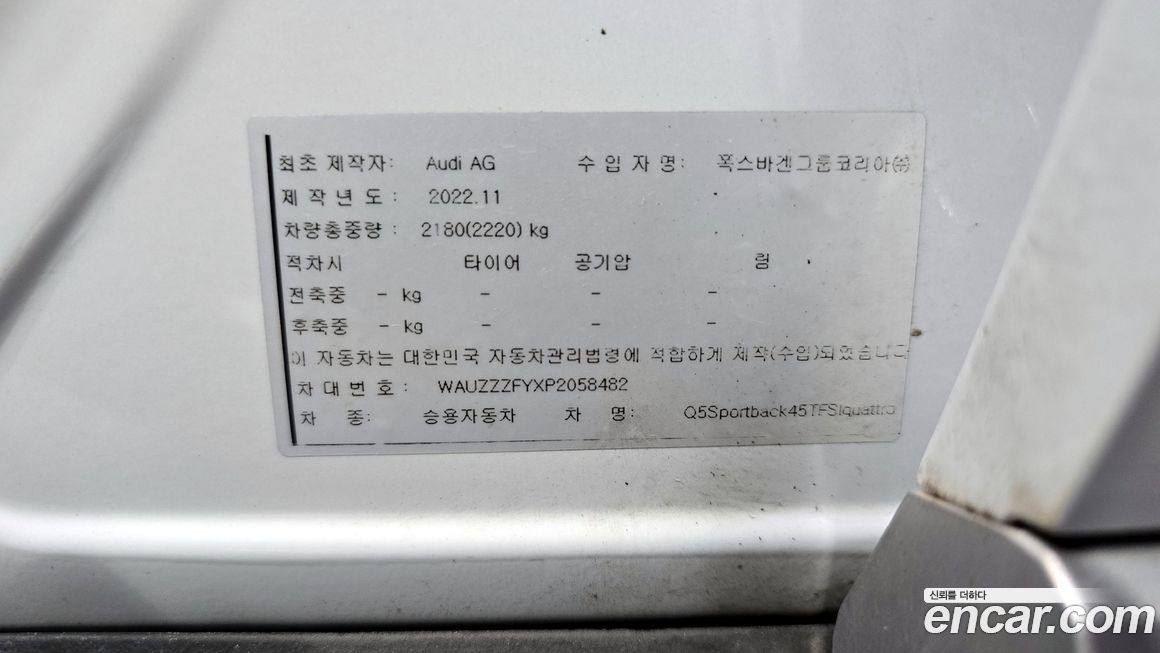 최초 제작자: Audi AG 수 입 자 명: 폭스바겐그룹코리아㈜
제 작 년 도 : 2022.11
차량총중량 : 2180(2220) kg
적차시 타이어 공기압 림
전축중 - kg - - -
후축중 - kg - - -
이 자동차는 대한민국 자동차관리법령에 적합하게 제작(수입)되었습니다
차 대 번 호 : WAUZZZFYXP2058482
차 종: 승용자동차 차 명: Q5Sportback45TFSIquattro
신뢰를 더하다
encar.com